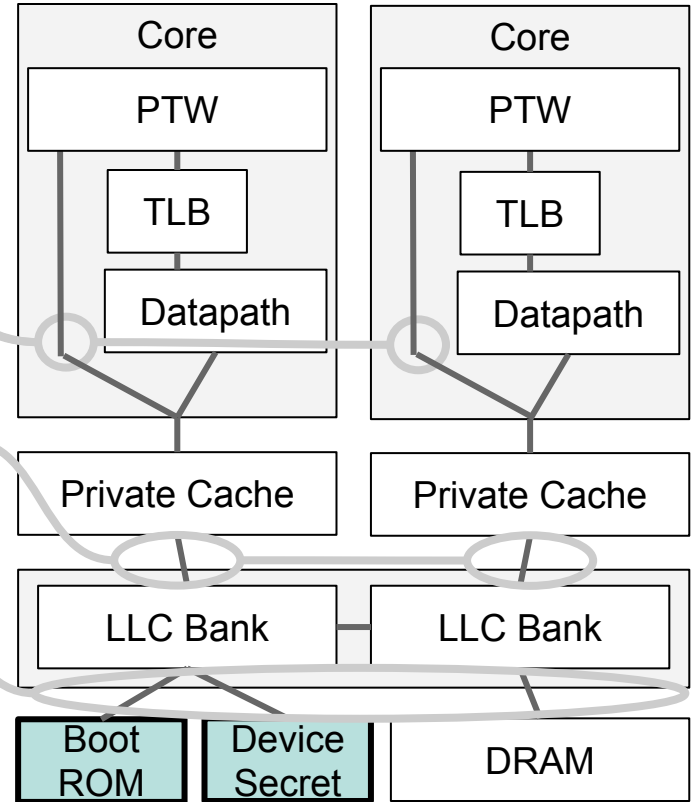 Core
Core
PTW
PTW
TLB
TLB
Datapath
Datapath
Private Cache
Private Cache
LLC Bank
LLC Bank
Boot
ROM
Device
Secret
DRAM